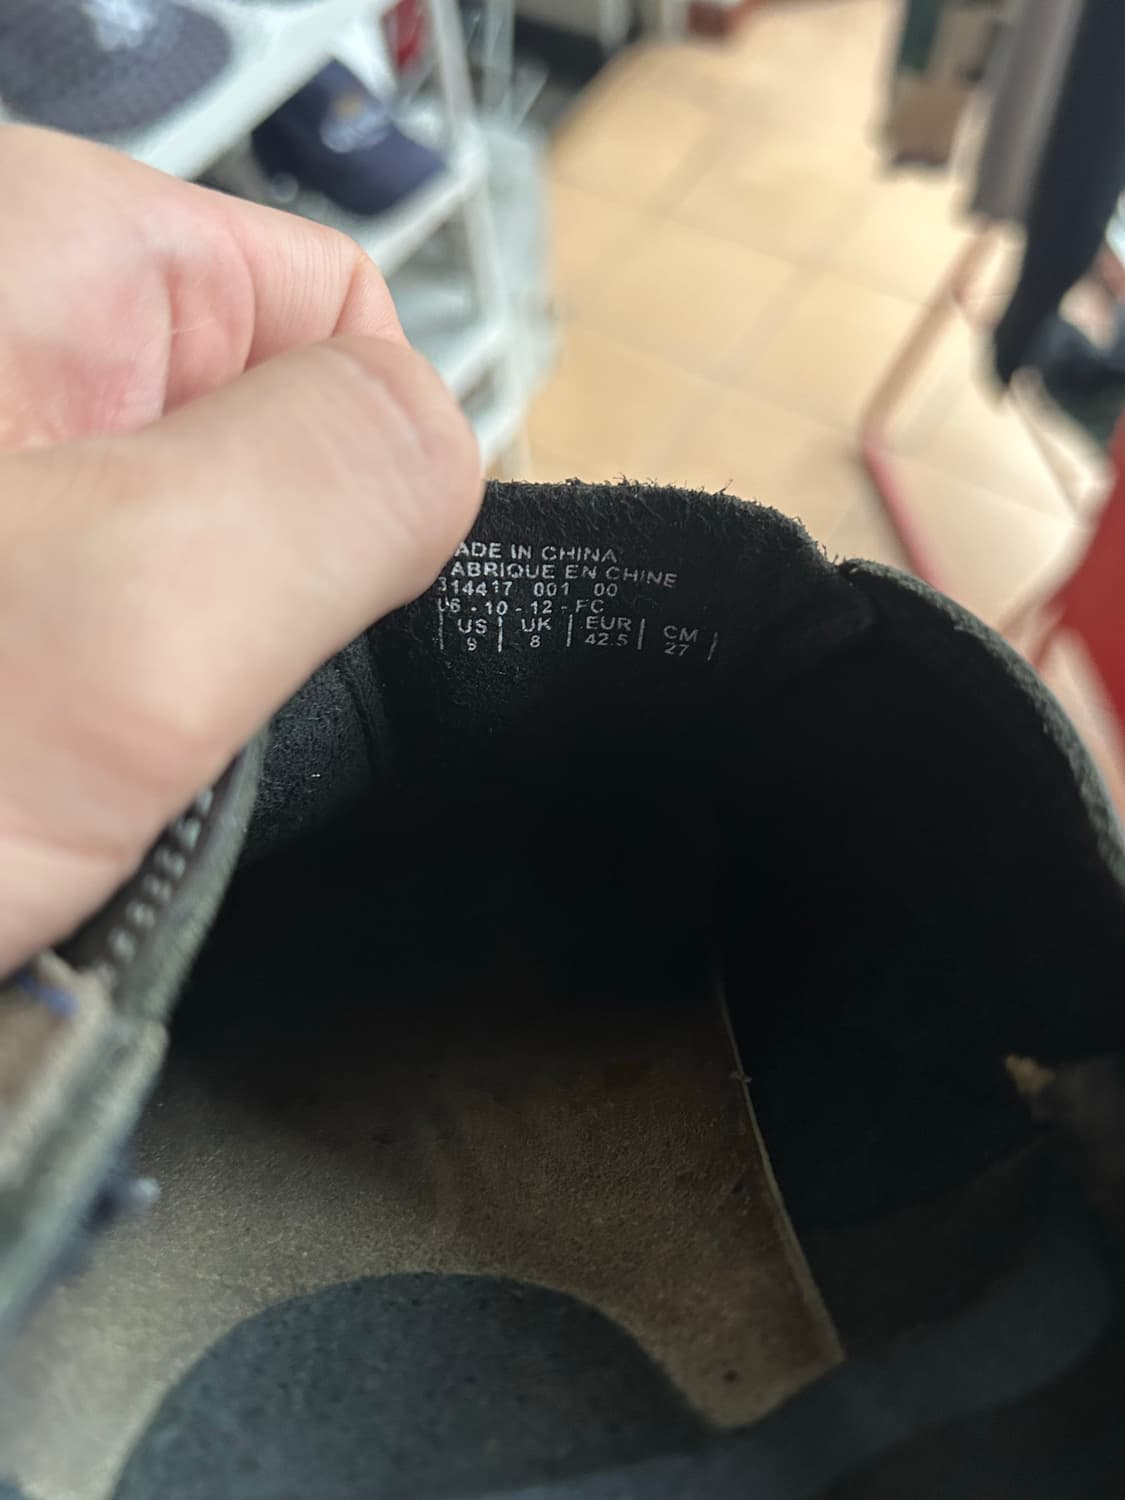 ADE IN CHINA
ABRIQUE EN CHINE
314417 001 00
06 - 10 - 12 - FC
US UK EUR CM
9 8 42.5 27